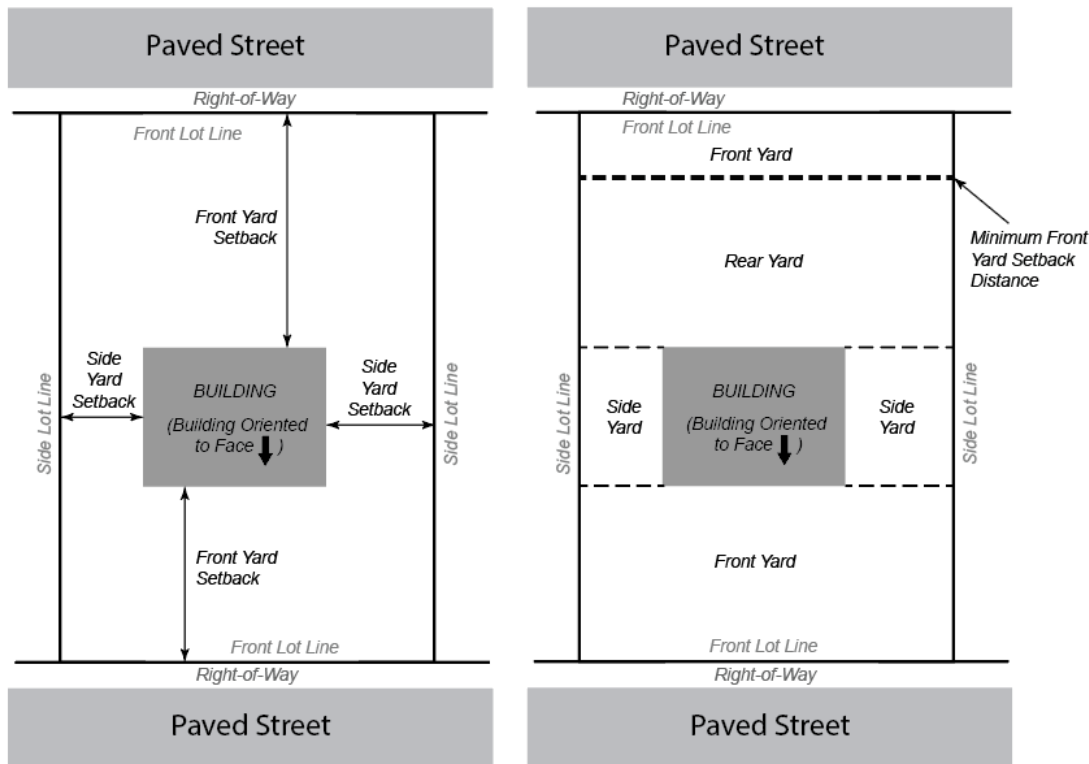 Paved Street
Right-of-Way
Front Lot Line
Front Yard
Setback
Side
Yard
Setback
BUILDING
(Building Oriented
to Face )
Side
Yard
Setback
Side Lot Line
Side Lot Line
Front Yard
Setback
Front Lot Line
Right-of-Way
Paved Street
Paved Street
Right-of-Way
Front Lot Line
Front Yard
Minimum Front
Yard Setback
Distance
Rear Yard
Side Lot Line
Side
Yard
BUILDING
(Building Oriented
to Face )
Side
Yard
Side Lot Line
Front Yard
Front Lot Line
Right-of-Way
Paved Street